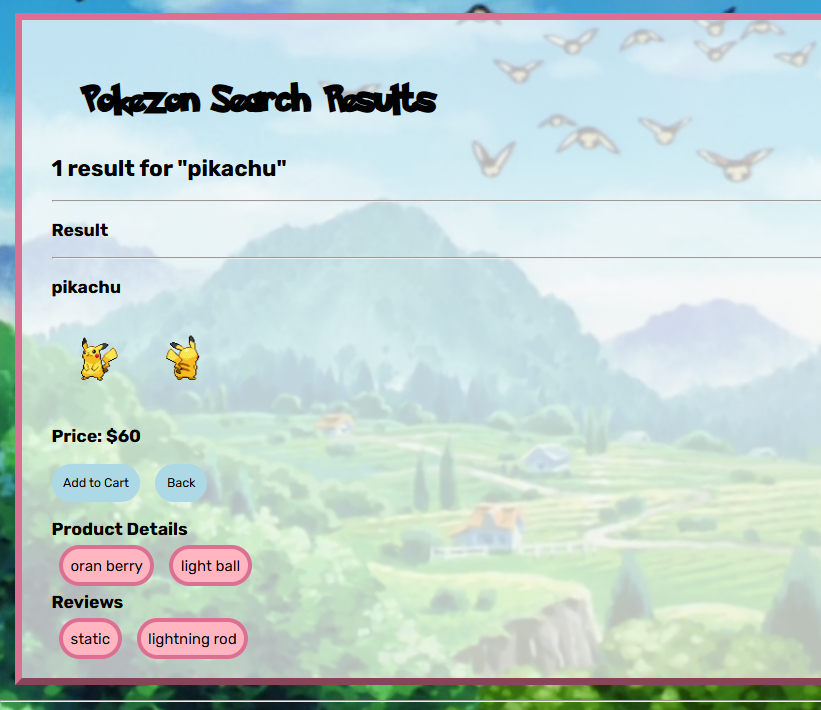 Pokezon Search Results
1 result for "pikachu"
Result
pikachu
Price: $60
Add to Cart Back
Product Details
oran berry light ball
Reviews
static lightning rod